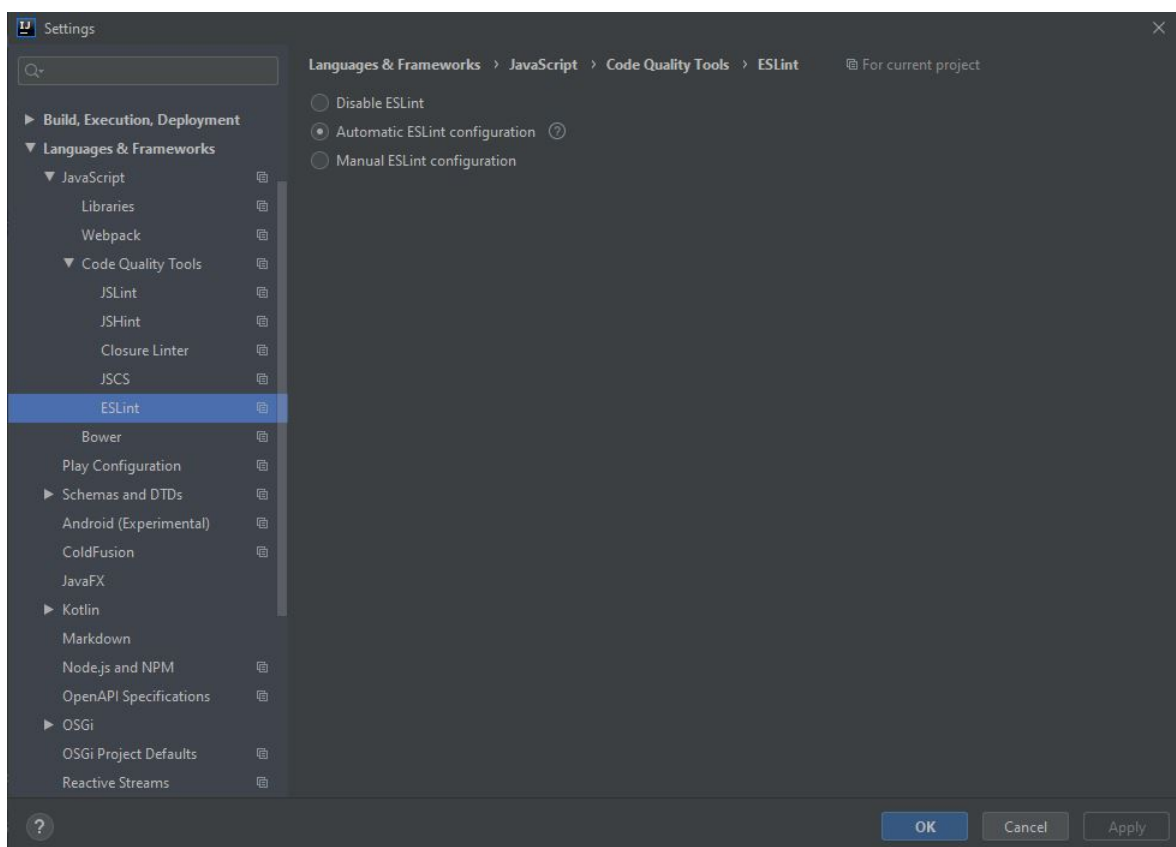 IJ Settings
Languages & Frameworks › JavaScript › Code Quality Tools › ESLint For current project
Disable ESLint
Automatic ESLint configuration ?
Manual ESLint configuration
Build, Execution, Deployment
Languages & Frameworks
JavaScript
Libraries
Webpack
Code Quality Tools
JSLint
JSHint
Closure Linter
JSCS
ESLint
Bower
Play Configuration
Schemas and DTDs
Android (Experimental)
ColdFusion
JavaFX
Kotlin
Markdown
Node.js and NPM
OpenAPI Specifications
OSGi
OSGi Project Defaults
Reactive Streams
? OK Cancel Apply